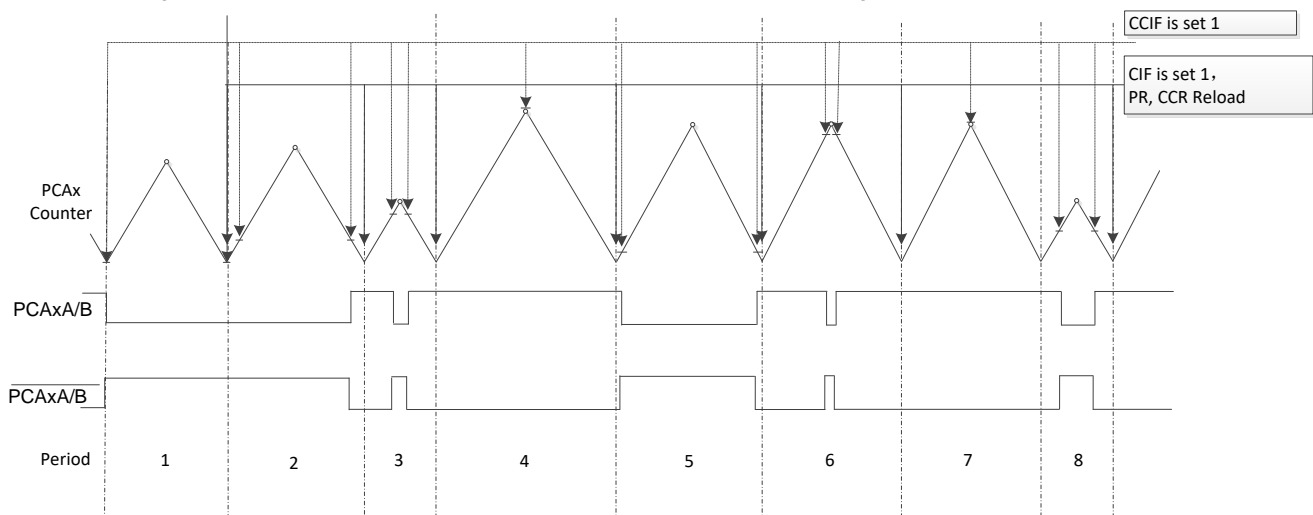 CCIF is set 1
CIF is set 1，
PR, CCR Reload
PCAx
Counter
PCAxA/B
PCAxA/B
Period 1 2 3 4 5 6 7 8